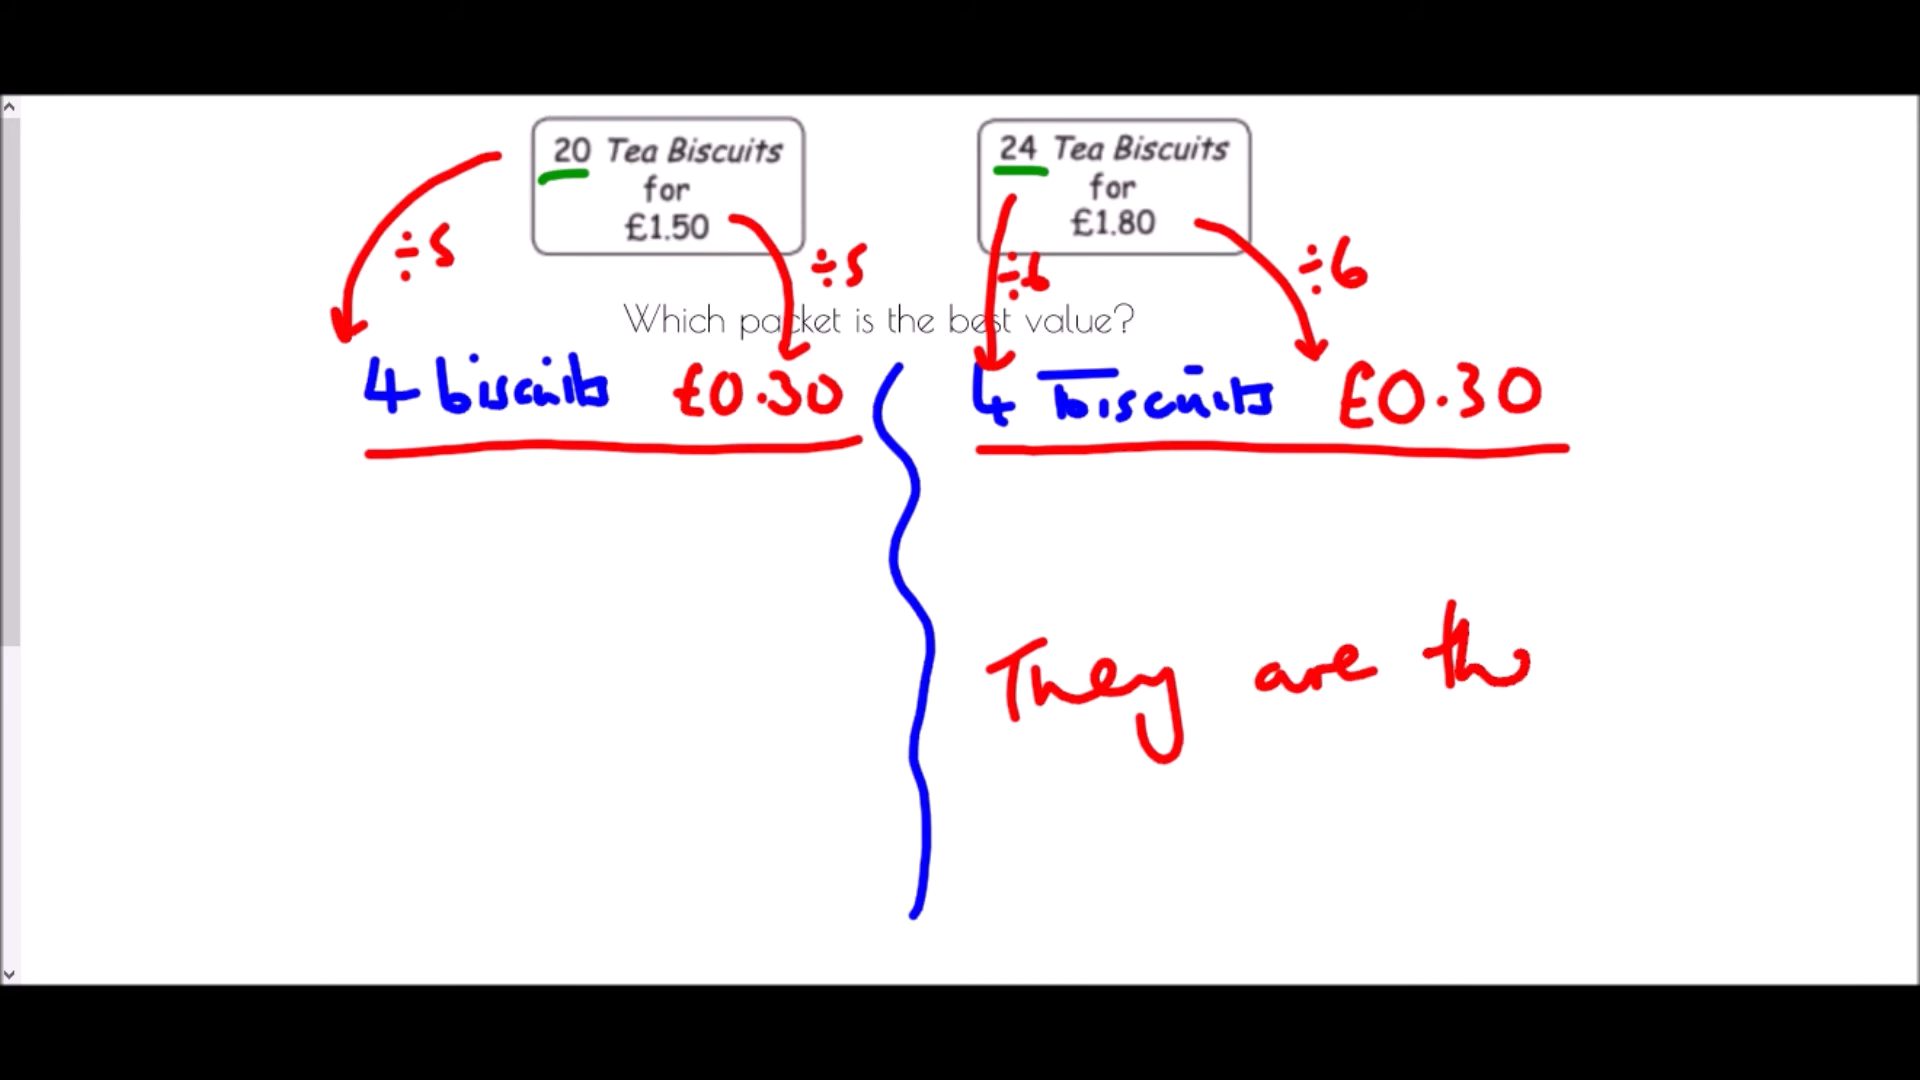 20 Tea Biscuits
for
£1.50
24 Tea Biscuits
for
£1.80
÷5
÷5
÷6
÷6
Which packet is the best value?
4 biscuits £0.30
4 biscuits £0.30
They are th